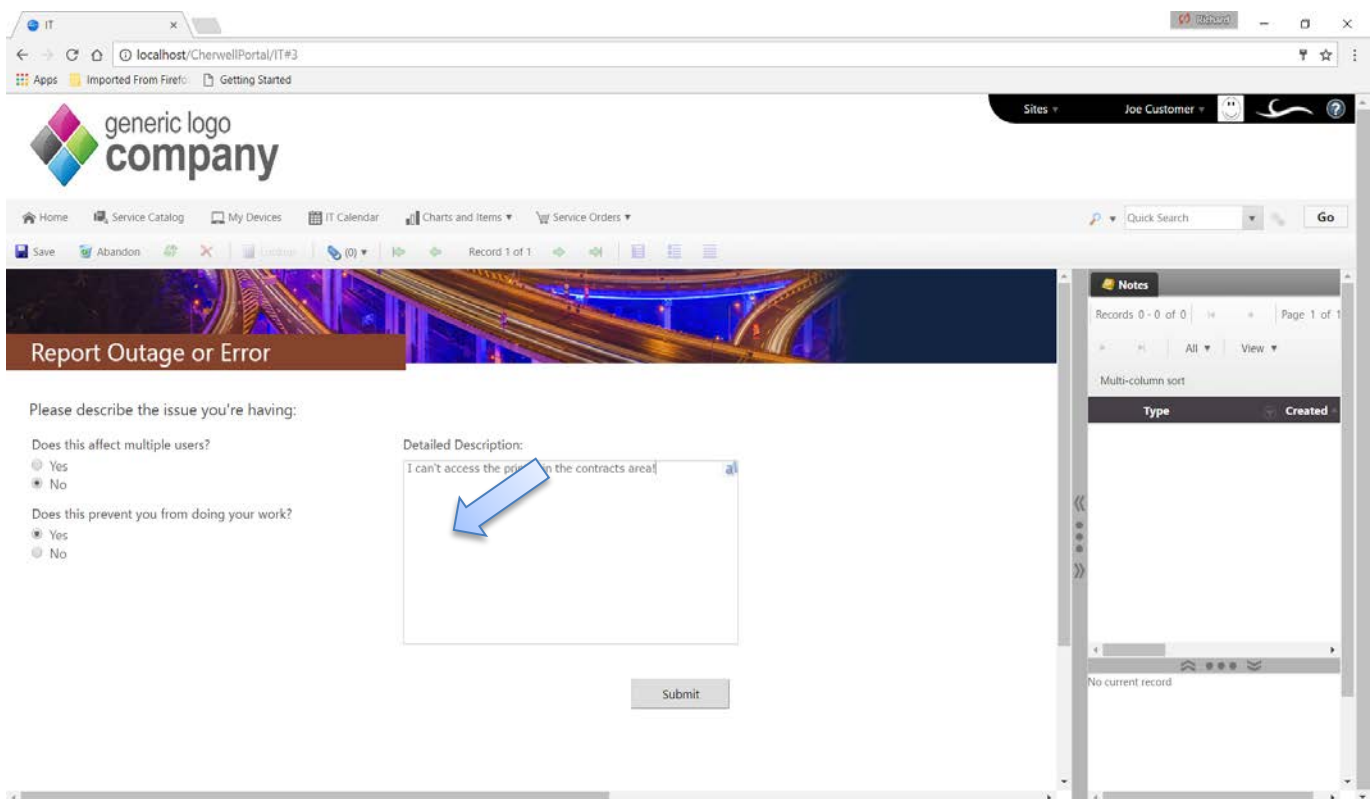 IT
Richard
localhost/CherwellPortal/IT#3
Apps Imported From Firefo Getting Started
generic logo
company
Sites Joe Customer
Home Service Catalog My Devices IT Calendar Charts and Items Service Orders Quick Search Go
Save Abandon (0) Record 1 of 1
Notes
Records 0 - 0 of 0 Page 1 of 1
All View
Multi-column sort
Type Created
Report Outage or Error
Please describe the issue you're having:
Does this affect multiple users?
Yes
No
Does this prevent you from doing your work?
Yes
No
Detailed Description:
I can't access the in the contracts area!
Submit
No current record